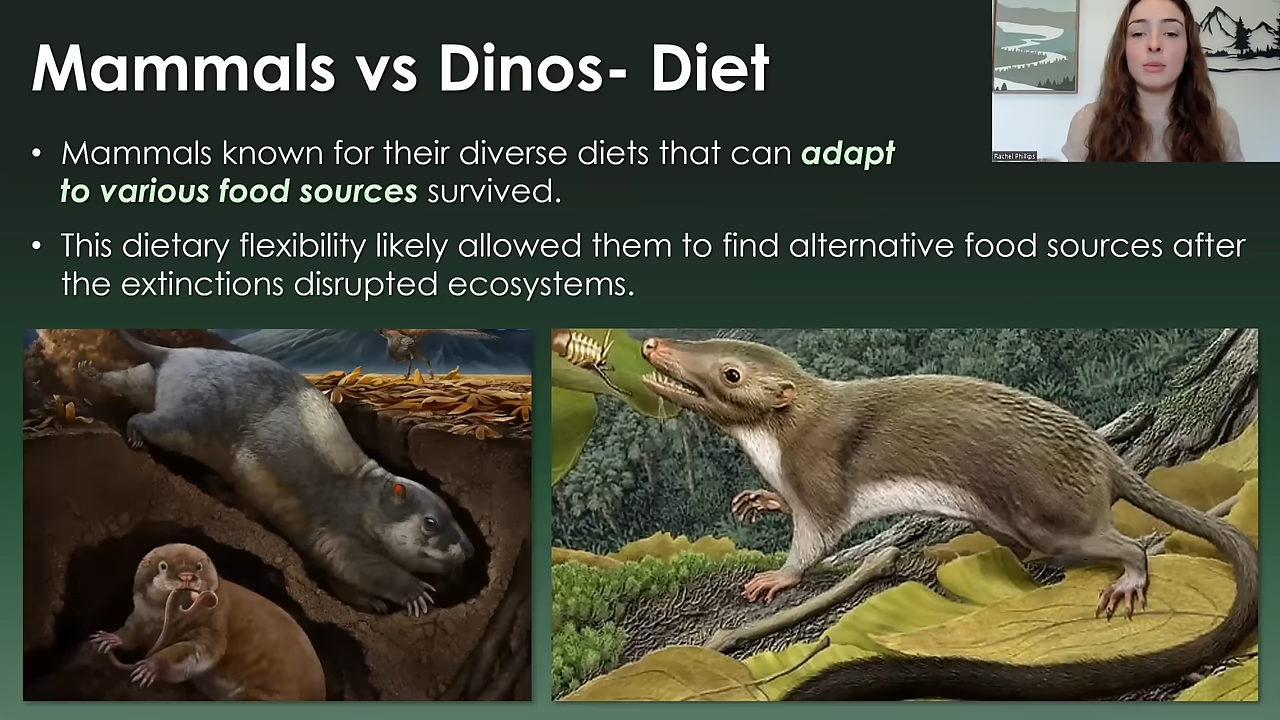 Mammals vs Dinos- Diet
Rachel Phillips
• Mammals known for their diverse diets that can adapt
to various food sources survived.
• This dietary flexibility likely allowed them to find alternative food sources after
the extinctions disrupted ecosystems.